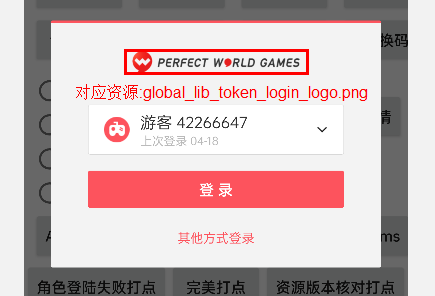 换码
PERFECT WORLD GAMES
对应资源:global_lib_token_login_logo.png
情
游客 42266647
上次登录 04-18
登 录
A
ms
其他方式登录
角色登陆失败打点
完美打点
资源版本核对打点